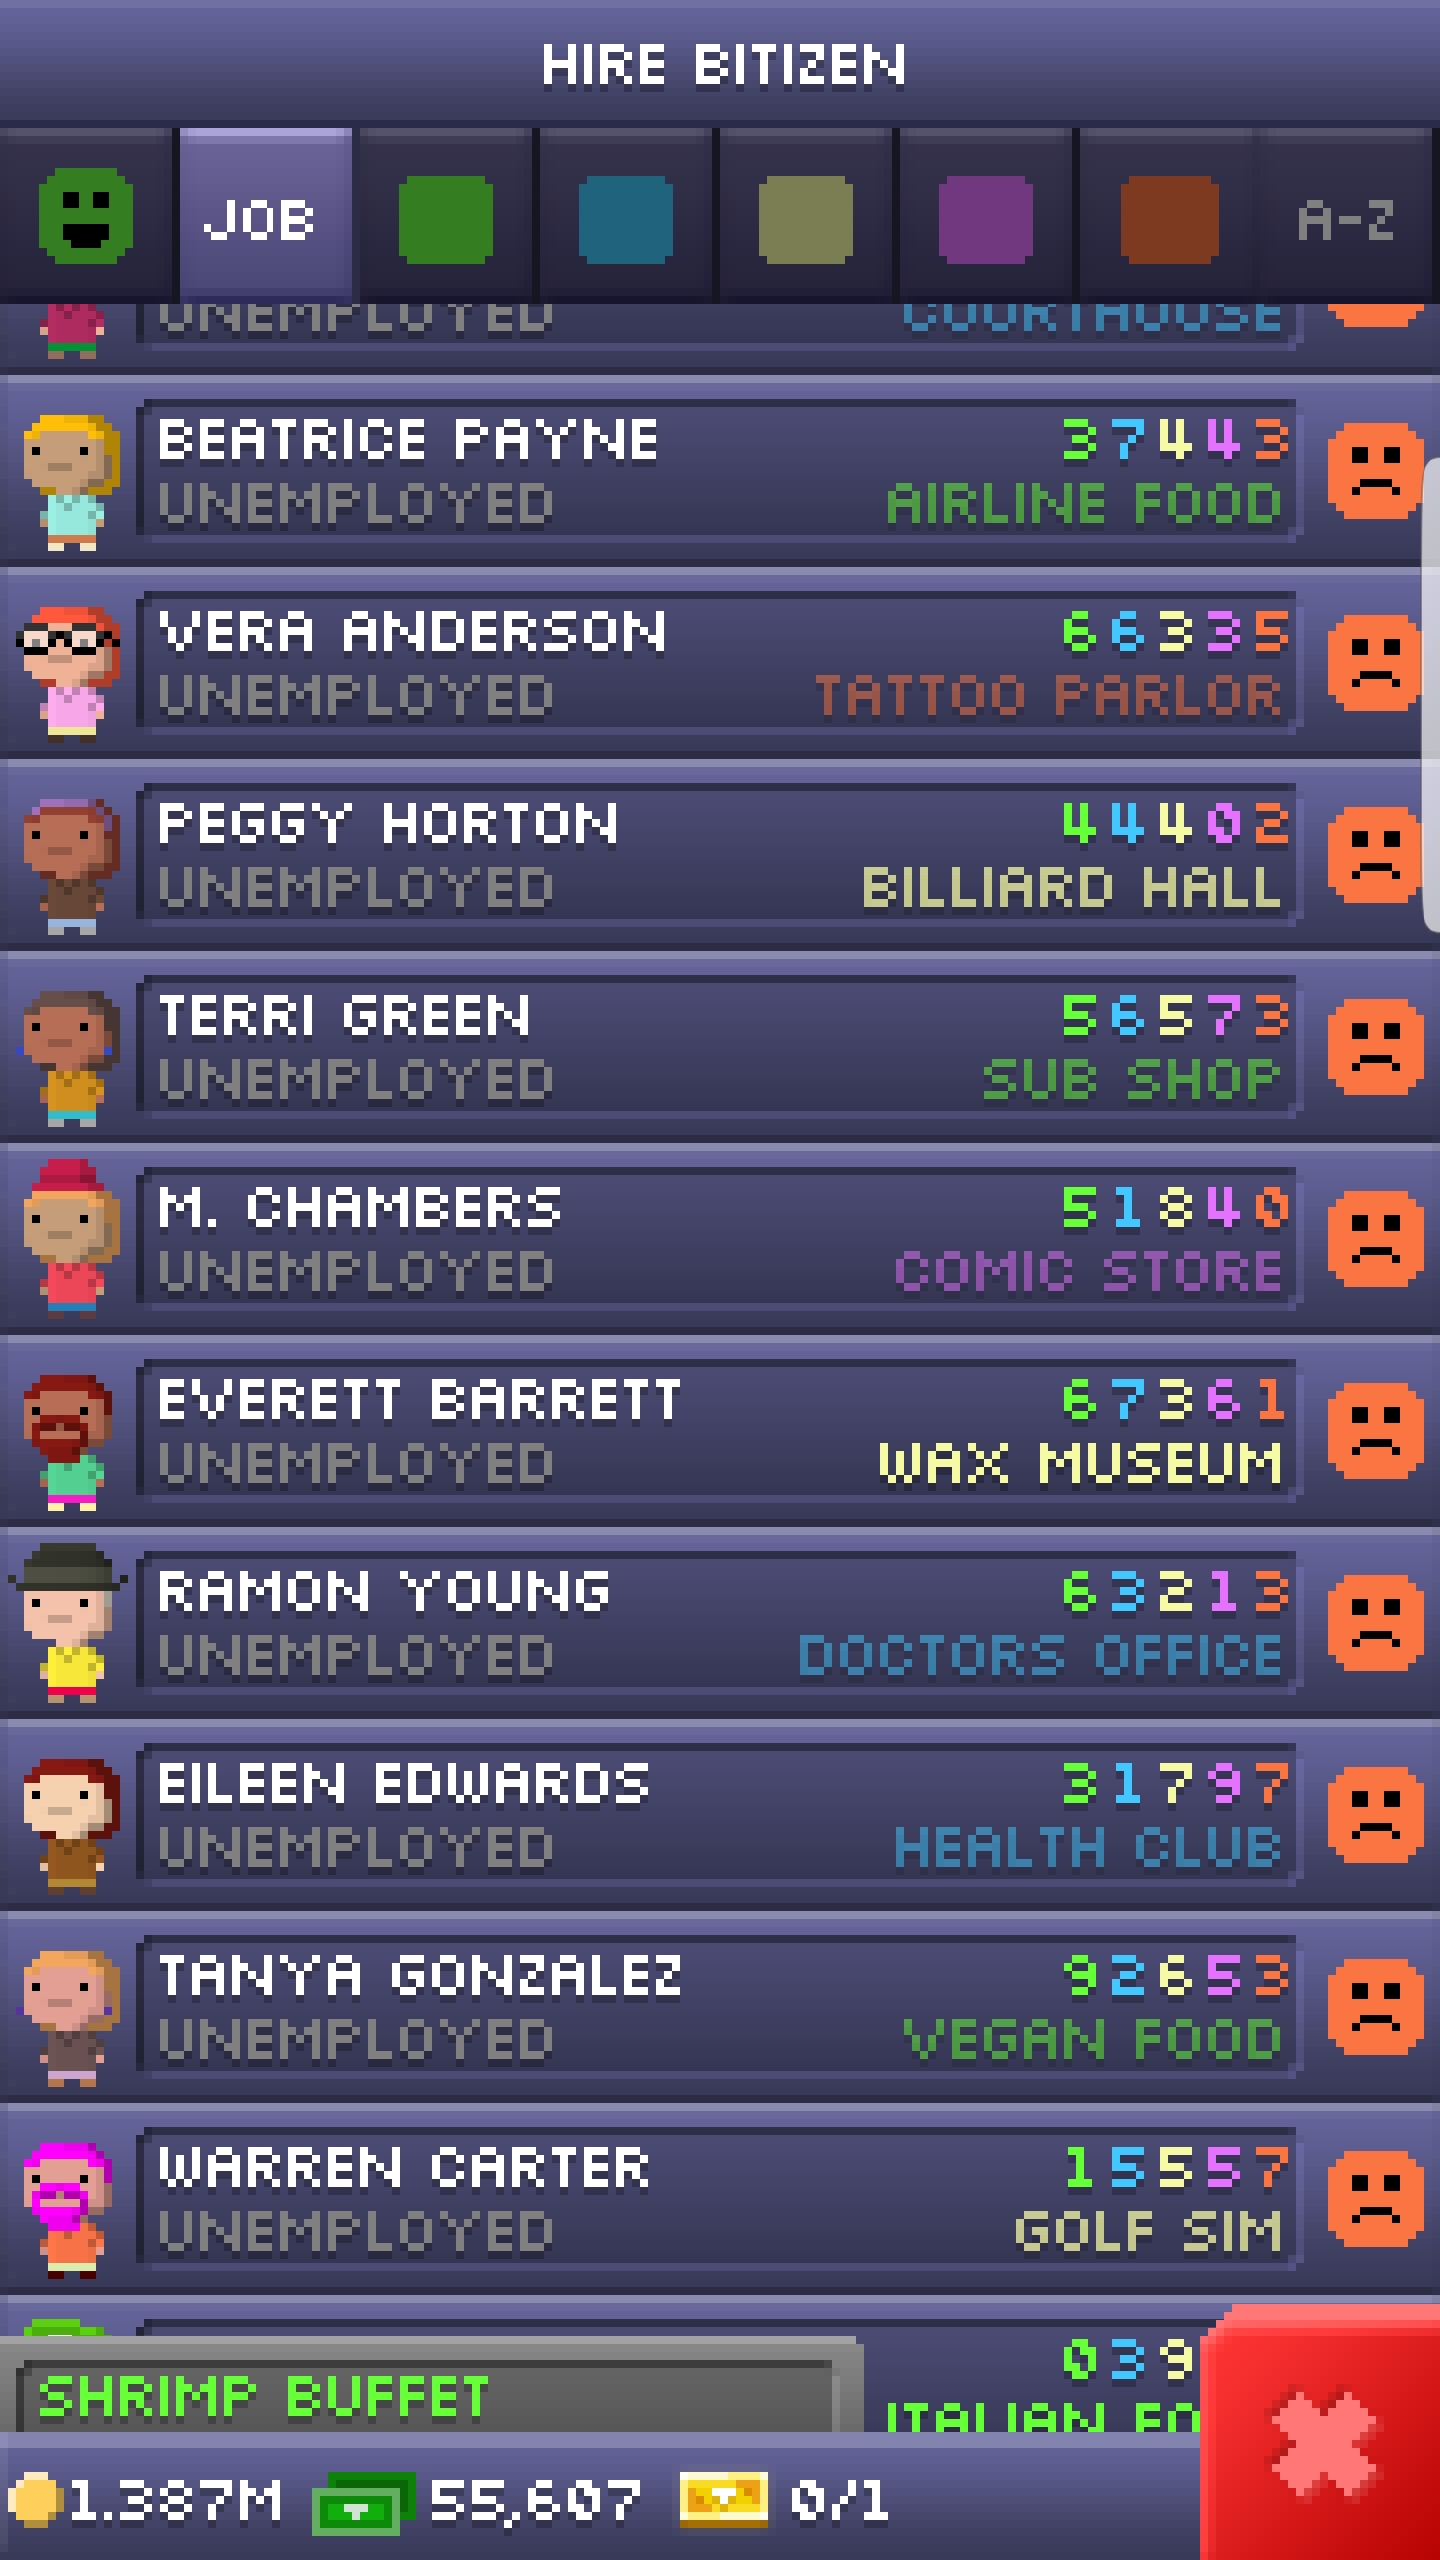 HIRE BITIZEN
JOB A-Z
UNEMPLOYED COURTHOUSE
BEATRICE PAYNE 37443
UNEMPLOYED AIRLINE FOOD
VERA ANDERSON 66335
UNEMPLOYED TATTOO PARLOR
PEGGY HORTON 44402
UNEMPLOYED BILLIARD HALL
TERRI GREEN 56573
UNEMPLOYED SUB SHOP
M. CHAMBERS 51840
UNEMPLOYED COMIC STORE
EVERETT BARRETT 67361
UNEMPLOYED WAX MUSEUM
RAMON YOUNG 63213
UNEMPLOYED DOCTORS OFFICE
EILEEN EDWARDS 31797
UNEMPLOYED HEALTH CLUB
TANYA GONZALEZ 92653
UNEMPLOYED VEGAN FOOD
WARREN CARTER 15557
UNEMPLOYED GOLF SIM
039
SHRIMP BUFFET ITALIAN FO
1.387M 55,607 0/1